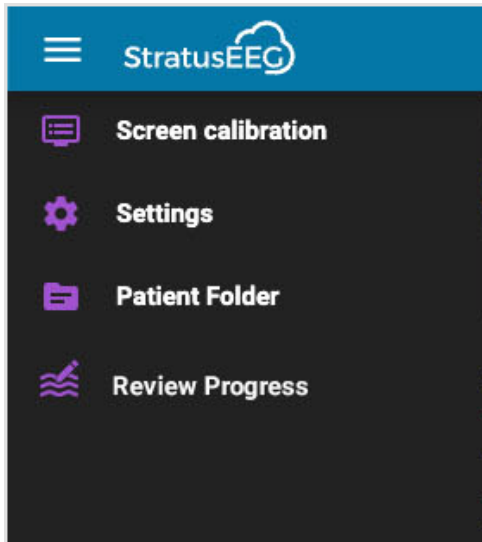 StratusEEG
Screen calibration
Settings
Patient Folder
Review Progress